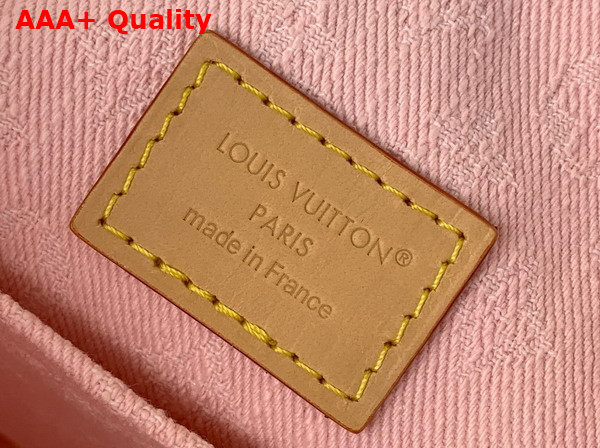 AAA+ Quality
LOUIS VUITTON®
PARIS
made in France